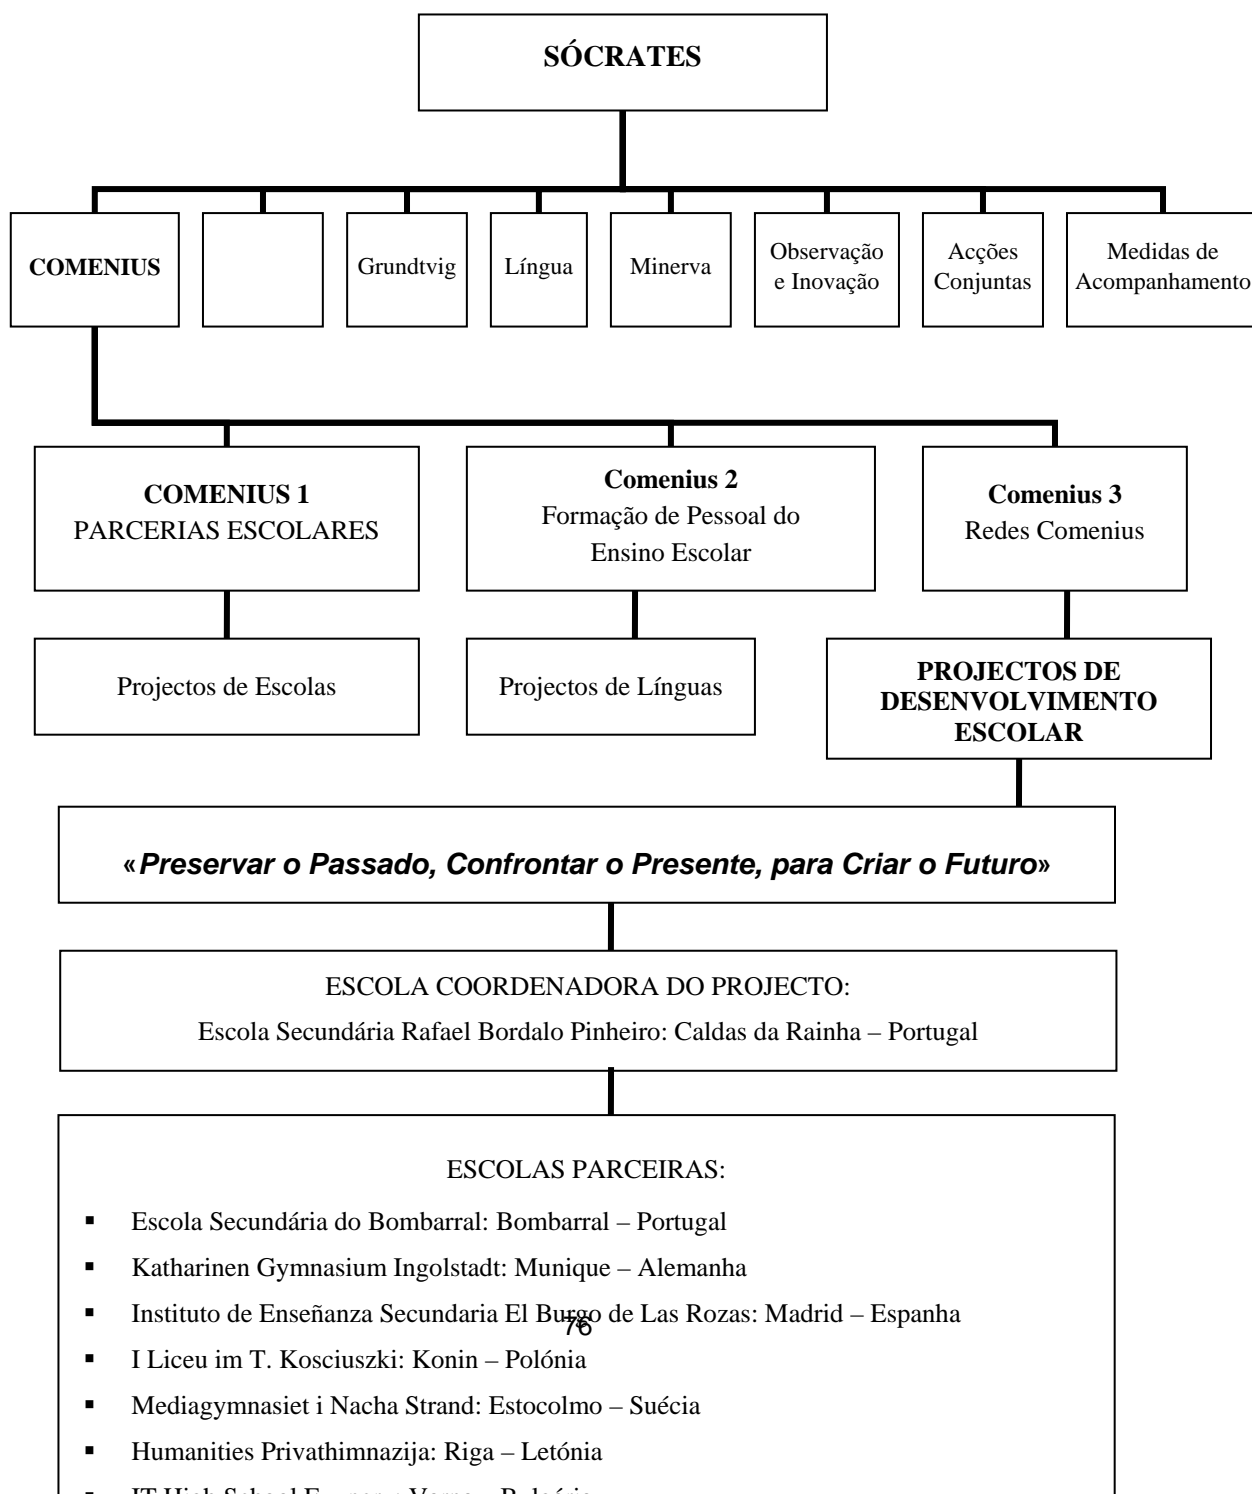 SÓCRATES
COMENIUS
Grundtvig
Língua
Minerva
Observação
e Inovação
Acções
Conjuntas
Medidas de
Acompanhamento
COMENIUS 1
PARCERIAS ESCOLARES
Comenius 2
Formação de Pessoal do
Ensino Escolar
Comenius 3
Redes Comenius
Projectos de Escolas
Projectos de Línguas
PROJECTOS DE
DESENVOLVIMENTO
ESCOLAR
«Preservar o Passado, Confrontar o Presente, para Criar o Futuro»
ESCOLA COORDENADORA DO PROJECTO:
Escola Secundária Rafael Bordalo Pinheiro: Caldas da Rainha – Portugal
ESCOLAS PARCEIRAS:
▪ Escola Secundária do Bombarral: Bombarral – Portugal
▪ Katharinen Gymnasium Ingolstadt: Munique – Alemanha
▪ Instituto de Enseñanza Secundaria El Burgo de Las Rozas: Madrid – Espanha
76
▪ I Liceu im T. Kosciuszki: Konin – Polónia
▪ Mediagymnasiet i Nacha Strand: Estocolmo – Suécia
▪ Humanities Privathimnazija: Riga – Letónia
IT High School